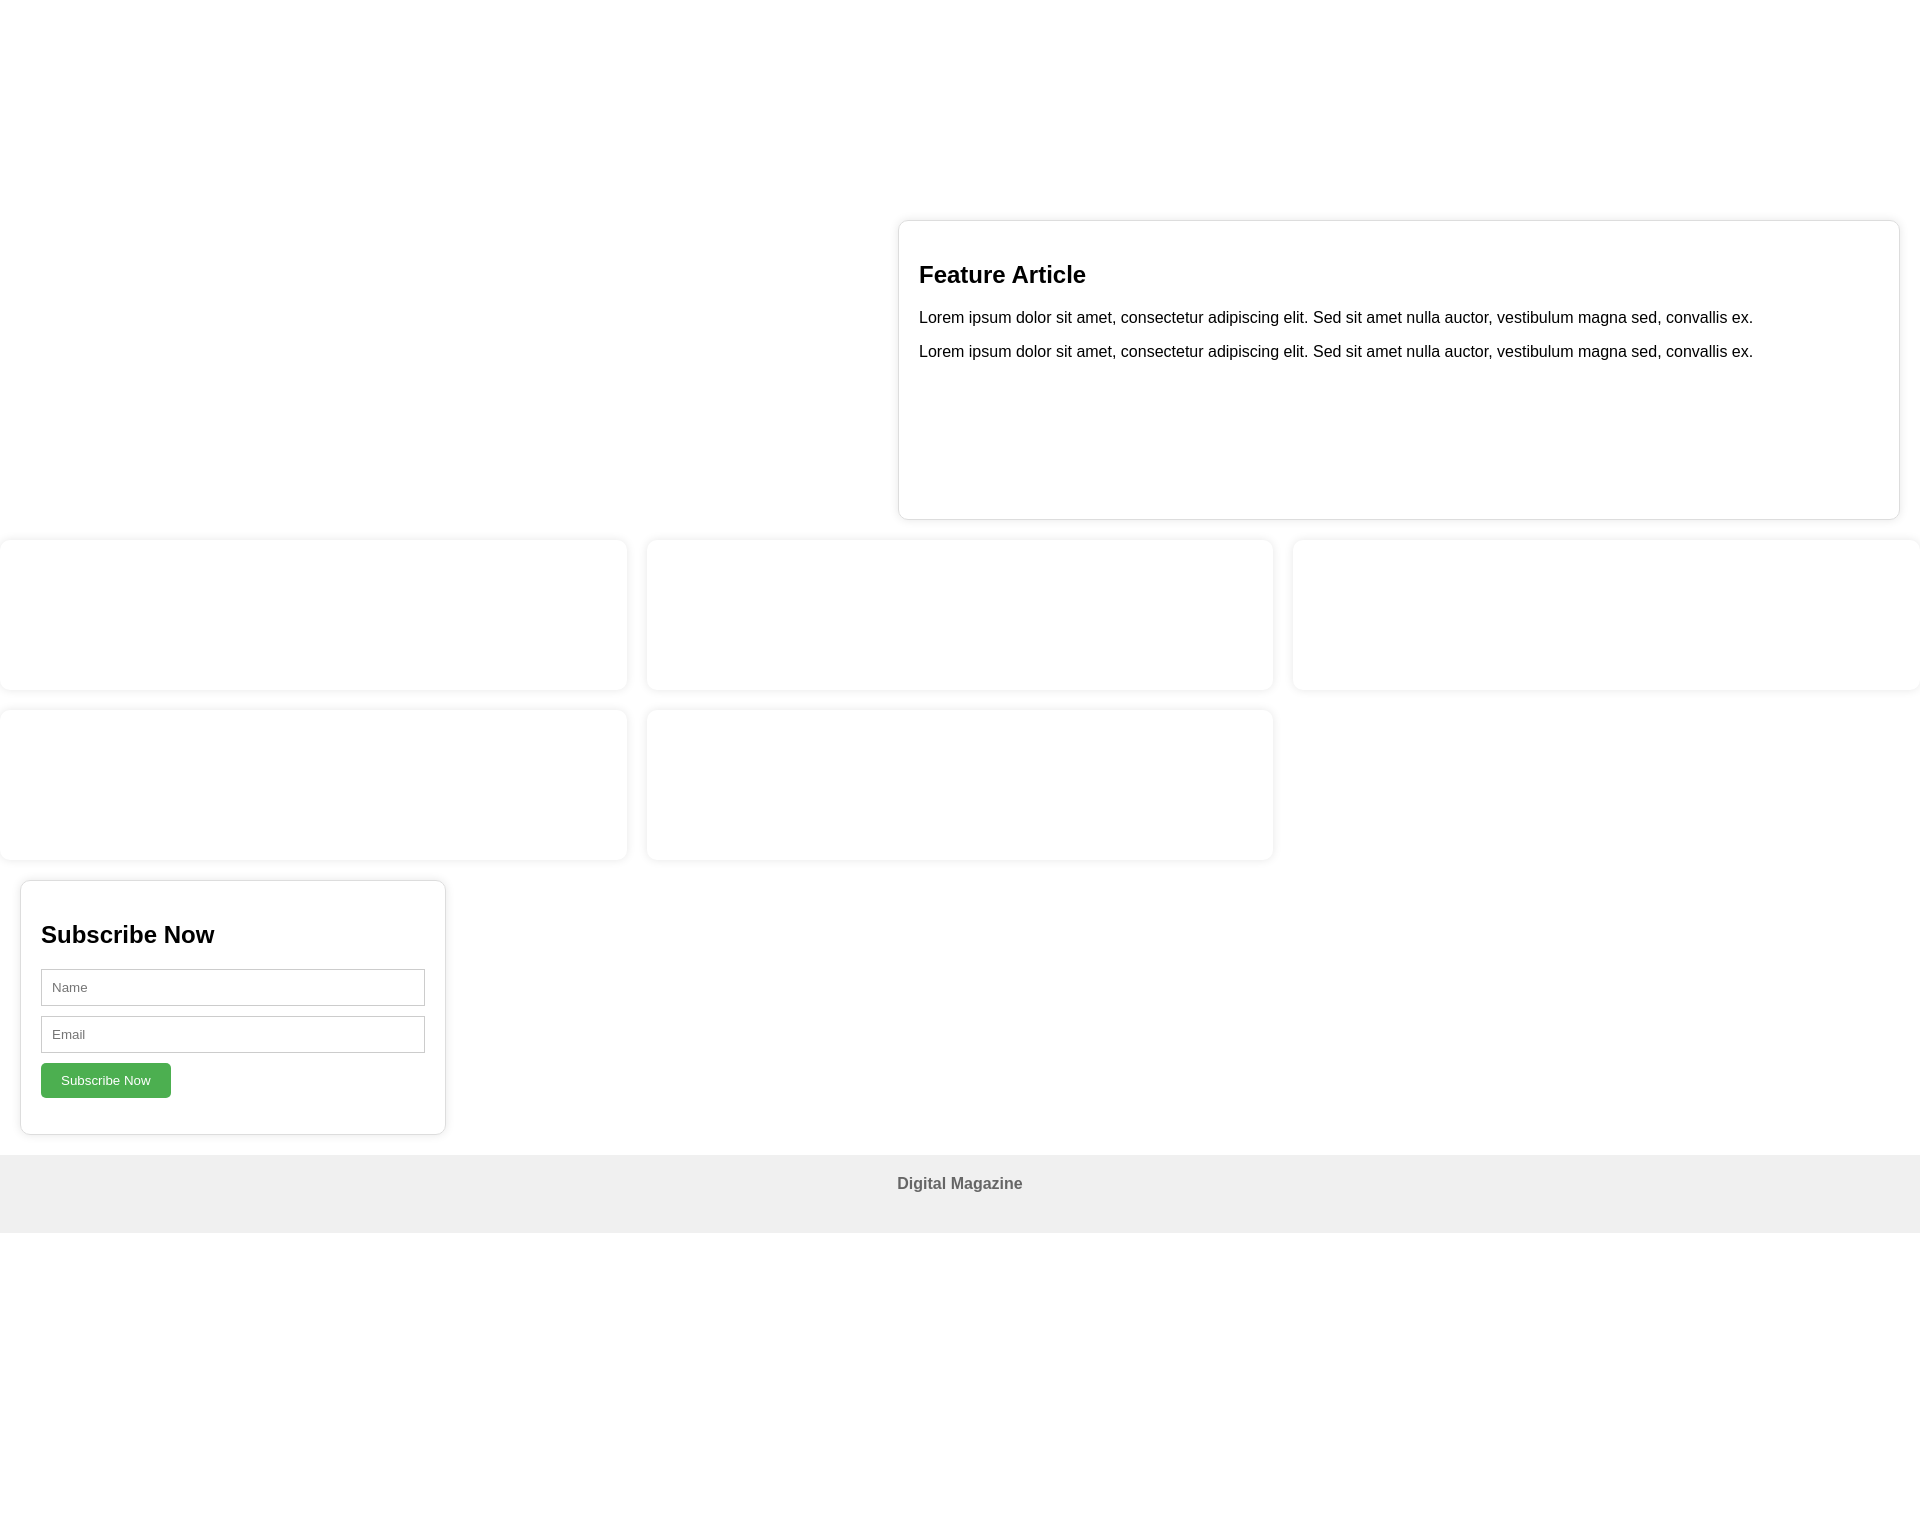 Feature Article
Lorem ipsum dolor sit amet, consectetur adipiscing elit. Sed sit amet nulla auctor, vestibulum magna sed, convallis ex.
Lorem ipsum dolor sit amet, consectetur adipiscing elit. Sed sit amet nulla auctor, vestibulum magna sed, convallis ex.
Subscribe Now
Name
Email
Subscribe Now
Digital Magazine